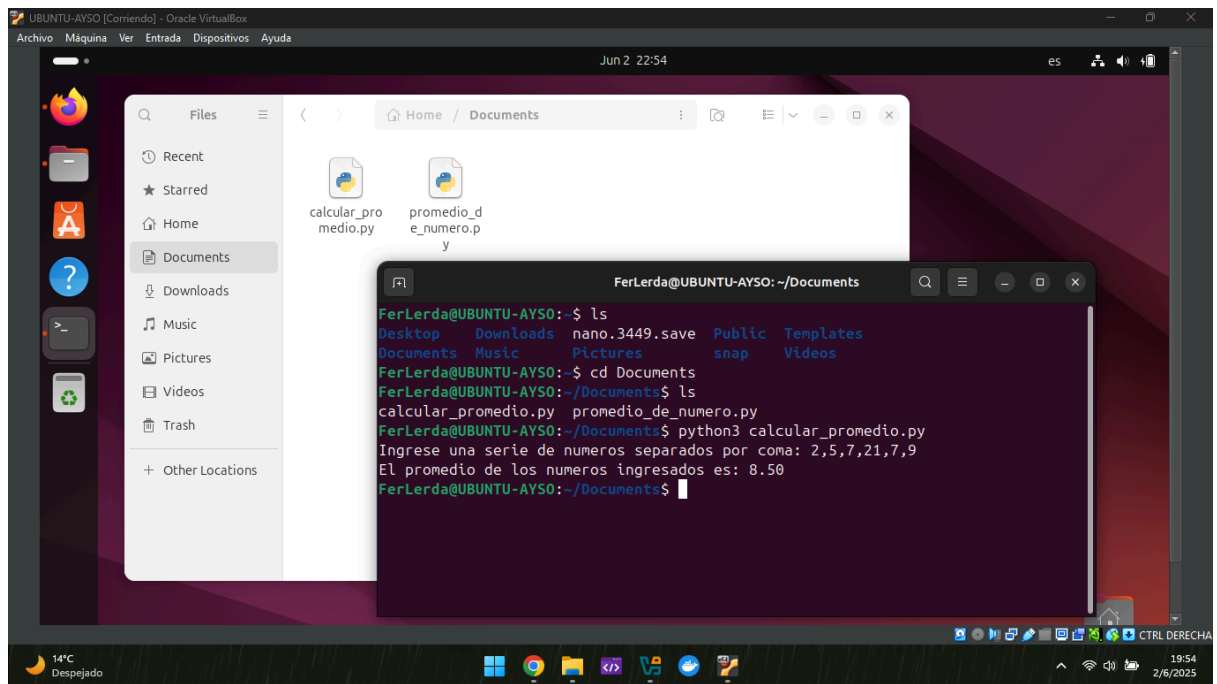 UBUNTU-AYSO [Corriendo] - Oracle VirtualBox
Archivo Máquina Ver Entrada Dispositivos Ayuda
Jun 2 22:54
es
Files
Home / Documents
Recent
Starred
Home
Documents
Downloads
Music
Pictures
Videos
Trash
+ Other Locations
calcular_pro
medio.py
promedio_d
e_numero.p
y
FerLerda@UBUNTU-AYSO: ~/Documents
FerLerda@UBUNTU-AYSO:~$ ls
Desktop Downloads nano.3449.save Public Templates
Documents Music Pictures snap Videos
FerLerda@UBUNTU-AYSO:~$ cd Documents
FerLerda@UBUNTU-AYSO:~/Documents$ ls
calcular_promedio.py promedio_de_numero.py
FerLerda@UBUNTU-AYSO:~/Documents$ python3 calcular_promedio.py
Ingrese una serie de numeros separados por coma: 2,5,7,21,7,9
El promedio de los numeros ingresados es: 8.50
FerLerda@UBUNTU-AYSO:~/Documents$
CTRL DERECHA
14°C
Despejado
19:54
2/6/2025